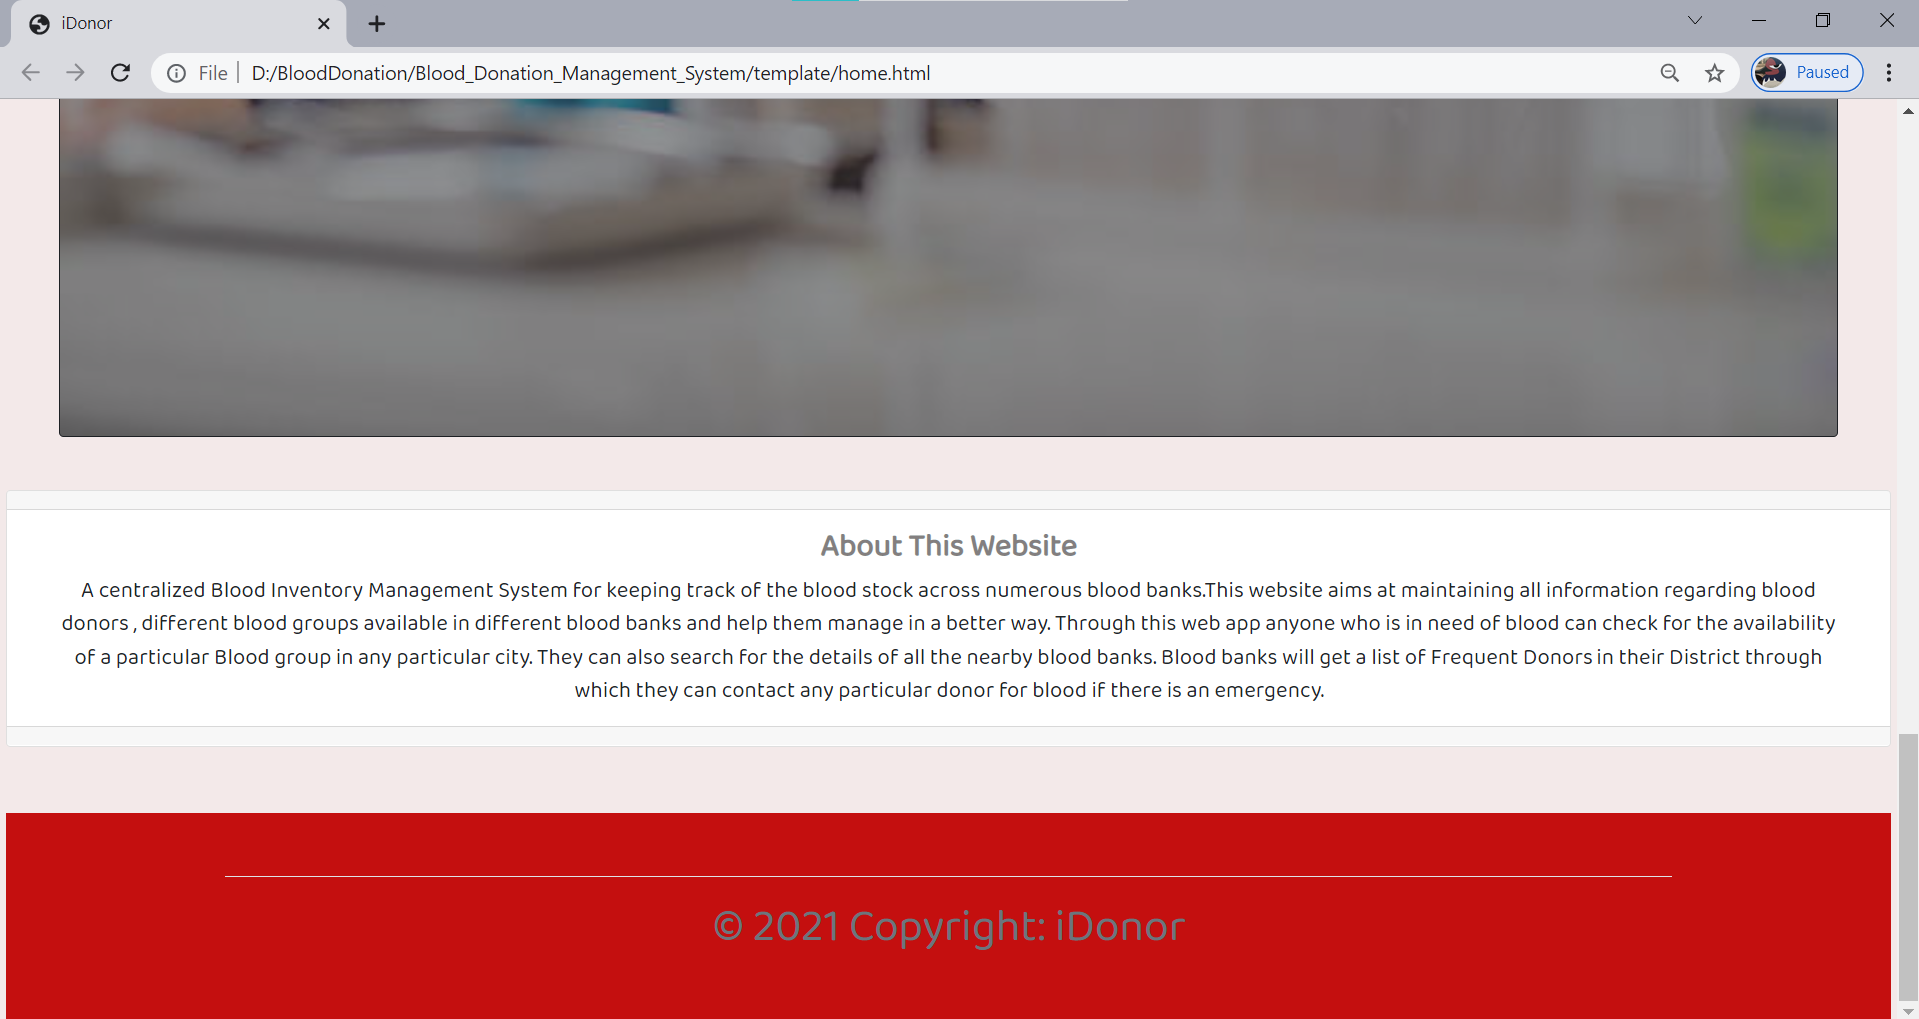 iDonor
File
D:/BloodDonation/Blood_Donation_Management_System/template/home.html
Paused
About This Website
A centralized Blood Inventory Management System for keeping track of the blood stock across numerous blood banks.This website aims at maintaining all information regarding blood
donors , different blood groups available in different blood banks and help them manage in a better way. Through this web app anyone who is in need of blood can check for the availability
of a particular Blood group in any particular city. They can also search for the details of all the nearby blood banks. Blood banks will get a list of Frequent Donors in their District through
which they can contact any particular donor for blood if there is an emergency.
© 2021 Copyright: iDonor